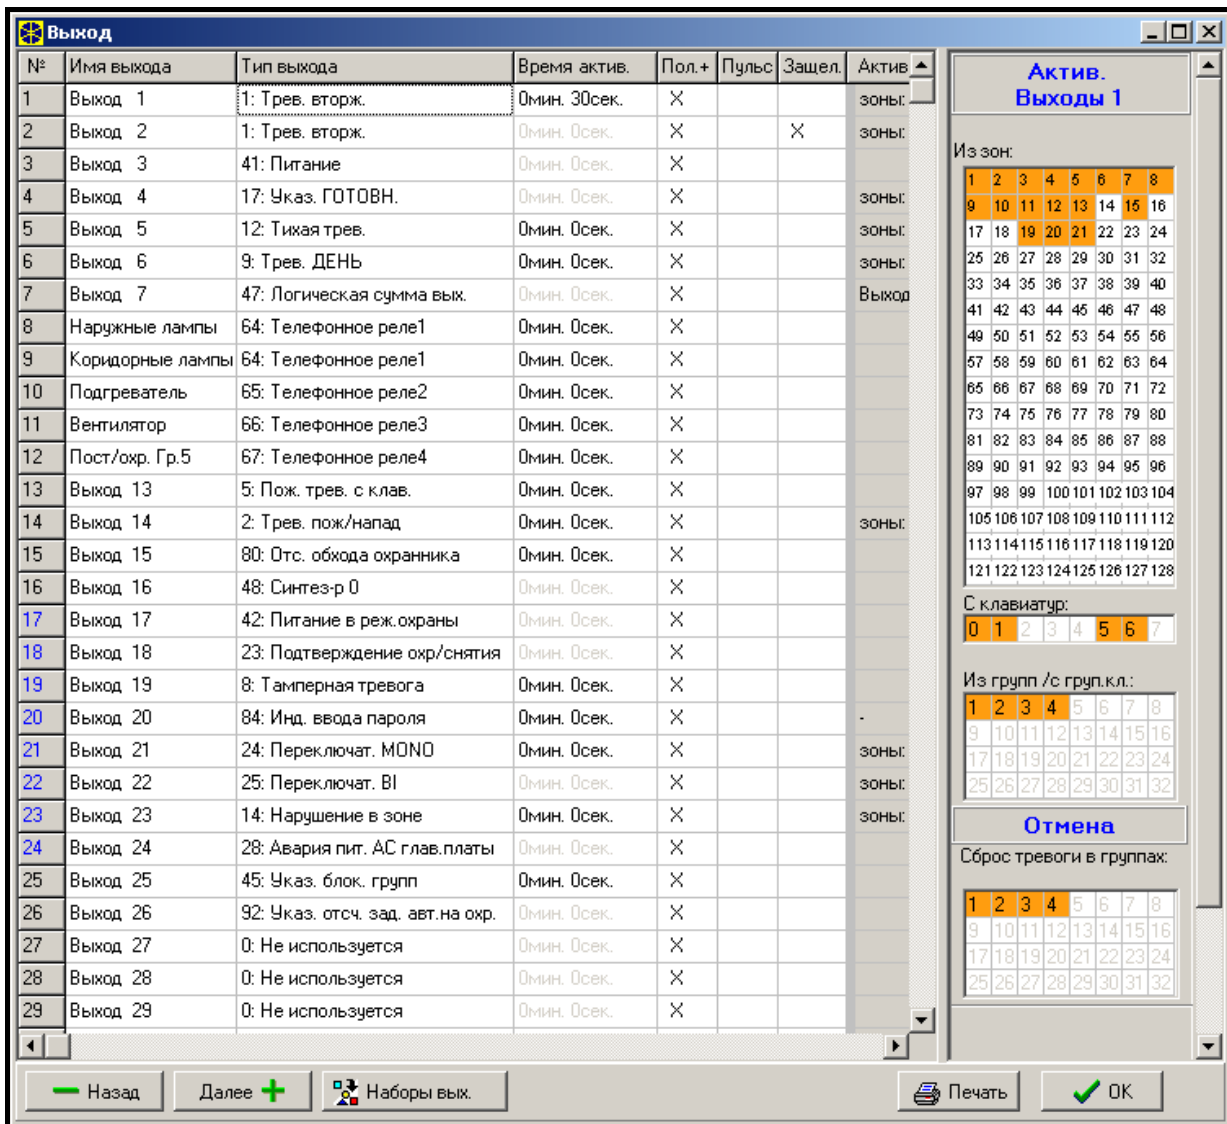 Выход
№ Имя выхода Тип выхода Время актив. Пол.+ Пульс Защел. Актив
1 Выход 1 1: Трев. вторж. 0мин. 30сек. X зоны:
2 Выход 2 1: Трев. вторж. 0мин. 0сек. X X зоны:
3 Выход 3 41: Питание 0мин. 0сек. X
4 Выход 4 17: Указ. ГОТОВН. 0мин. 0сек. X зоны:
5 Выход 5 12: Тихая трев. 0мин. 0сек. X зоны:
6 Выход 6 9: Трев. ДЕНЬ 0мин. 0сек. X зоны:
7 Выход 7 47: Логическая сумма вых. 0мин. 0сек. X Выход
8 Наружные лампы 64: Телефонное реле1 0мин. 0сек. X
9 Коридорные лампы 64: Телефонное реле1 0мин. 0сек. X
10 Подгреватель 65: Телефонное реле2 0мин. 0сек. X
11 Вентилятор 66: Телефонное реле3 0мин. 0сек. X
12 Пост/охр. Гр.5 67: Телефонное реле4 0мин. 0сек. X
13 Выход 13 5: Пож. трев. с клав. 0мин. 0сек. X
14 Выход 14 2: Трев. пож/напад 0мин. 0сек. X зоны:
15 Выход 15 80: Отс. обхода охранника 0мин. 0сек. X
16 Выход 16 48: Синтез-р 0 0мин. 0сек. X
17 Выход 17 42: Питание в реж.охраны 0мин. 0сек. X
18 Выход 18 23: Подтверждение охр/снятия 0мин. 0сек. X
19 Выход 19 8: Тамперная тревога 0мин. 0сек. X
20 Выход 20 84: Инд. ввода пароля 0мин. 0сек. X -
21 Выход 21 24: Переключат. MONO 0мин. 0сек. X зоны:
22 Выход 22 25: Переключат. BI 0мин. 0сек. X зоны:
23 Выход 23 14: Нарушение в зоне 0мин. 0сек. X зоны:
24 Выход 24 28: Авария пит. AC глав.платы 0мин. 0сек. X
25 Выход 25 45: Указ. блок. групп 0мин. 0сек. X
26 Выход 26 92: Указ. отсч. зад. авт.на охр. 0мин. 0сек. X
27 Выход 27 0: Не используется 0мин. 0сек. X
28 Выход 28 0: Не используется 0мин. 0сек. X
29 Выход 29 0: Не используется 0мин. 0сек. X
Актив.
Выходы 1
Из зон:
1 2 3 4 5 6 7 8
9 10 11 12 13 14 15 16
17 18 19 20 21 22 23 24
25 26 27 28 29 30 31 32
33 34 35 36 37 38 39 40
41 42 43 44 45 46 47 48
49 50 51 52 53 54 55 56
57 58 59 60 61 62 63 64
65 66 67 68 69 70 71 72
73 74 75 76 77 78 79 80
81 82 83 84 85 86 87 88
89 90 91 92 93 94 95 96
97 98 99 100 101 102 103 104
105 106 107 108 109 110 111 112
113 114 115 116 117 118 119 120
121 122 123 124 125 126 127 128
С клавиатур:
0 1 2 3 4 5 6 7
Из групп /с груп.кл.:
1 2 3 4 5 6 7 8
9 10 11 12 13 14 15 16
17 18 19 20 21 22 23 24
25 26 27 28 29 30 31 32
Отмена
Сброс тревоги в группах:
1 2 3 4 5 6 7 8
9 10 11 12 13 14 15 16
17 18 19 20 21 22 23 24
25 26 27 28 29 30 31 32
Назад Далее Наборы вых. Печать OK